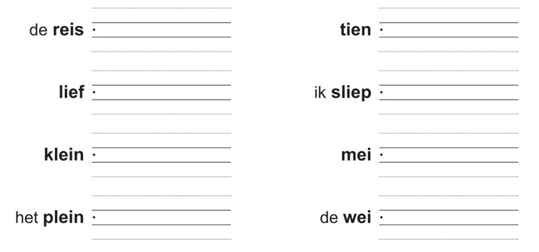 de reis
lief
klein
het plein
tien
ik sliep
mei
de wei